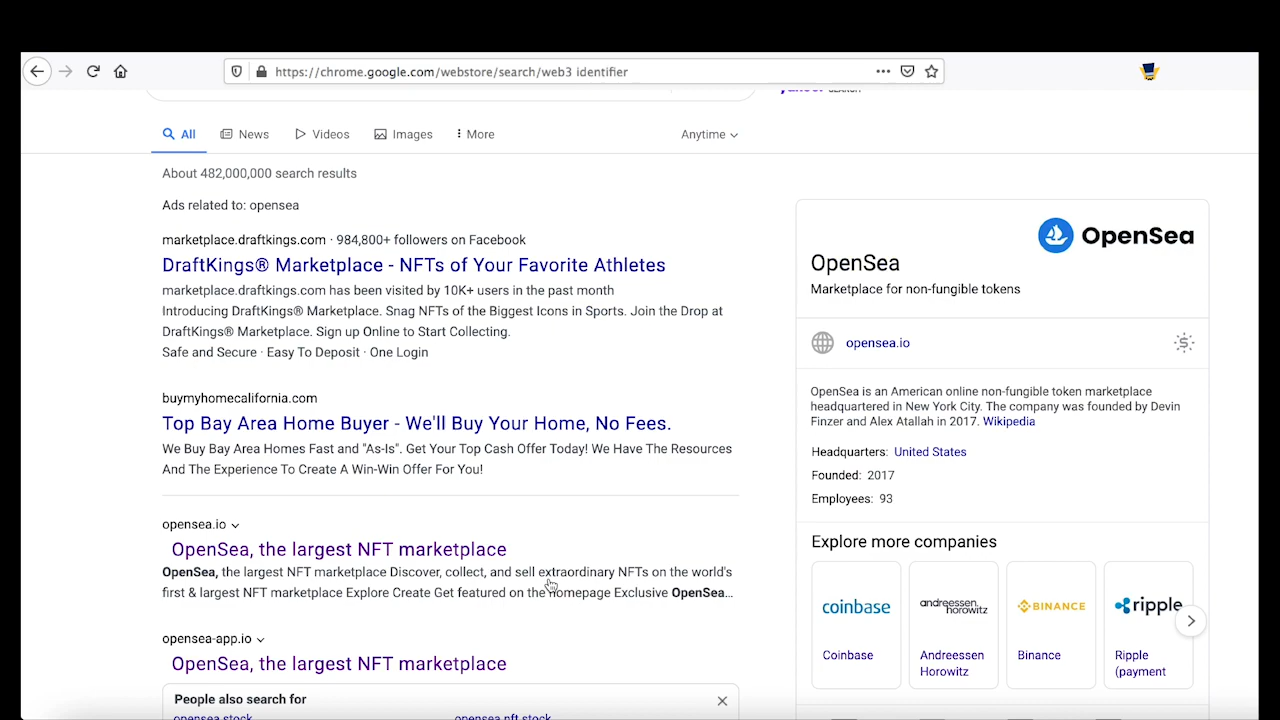 https://chrome.google.com/webstore/search/web3 identifier
All
News
Videos
Images
More
Anytime
About 482,000,000 search results
Ads related to: opensea
marketplace.draftkings.com · 984,800+ followers on Facebook
DraftKings® Marketplace - NFTs of Your Favorite Athletes
marketplace.draftkings.com has been visited by 10K+ users in the past month
Introducing DraftKings® Marketplace. Snag NFTs of the Biggest Icons in Sports. Join the Drop at
DraftKings® Marketplace. Sign up Online to Start Collecting.
Safe and Secure · Easy To Deposit · One Login
buymyhomecalifornia.com
Top Bay Area Home Buyer - We'll Buy Your Home, No Fees.
We Buy Bay Area Homes Fast and "As-Is". Get Your Top Cash Offer Today! We Have The Resources
And The Experience To Create A Win-Win Offer For You!
opensea.io
OpenSea, the largest NFT marketplace
OpenSea, the largest NFT marketplace Discover, collect, and sell extraordinary NFTs on the world's
first & largest NFT marketplace Explore Create Get featured on the homepage Exclusive OpenSea...
opensea-app.io
OpenSea, the largest NFT marketplace
People also search for
opensea stock
opensea nft stock
OpenSea
OpenSea
Marketplace for non-fungible tokens
opensea.io
OpenSea is an American online non-fungible token marketplace
headquartered in New York City. The company was founded by Devin
Finzer and Alex Atallah in 2017. Wikipedia
Headquarters: United States
Founded: 2017
Employees: 93
Explore more companies
coinbase
andreessen.
horowitz
BINANCE
ripple
Coinbase
Andreessen
Horowitz
Binance
Ripple
(payment